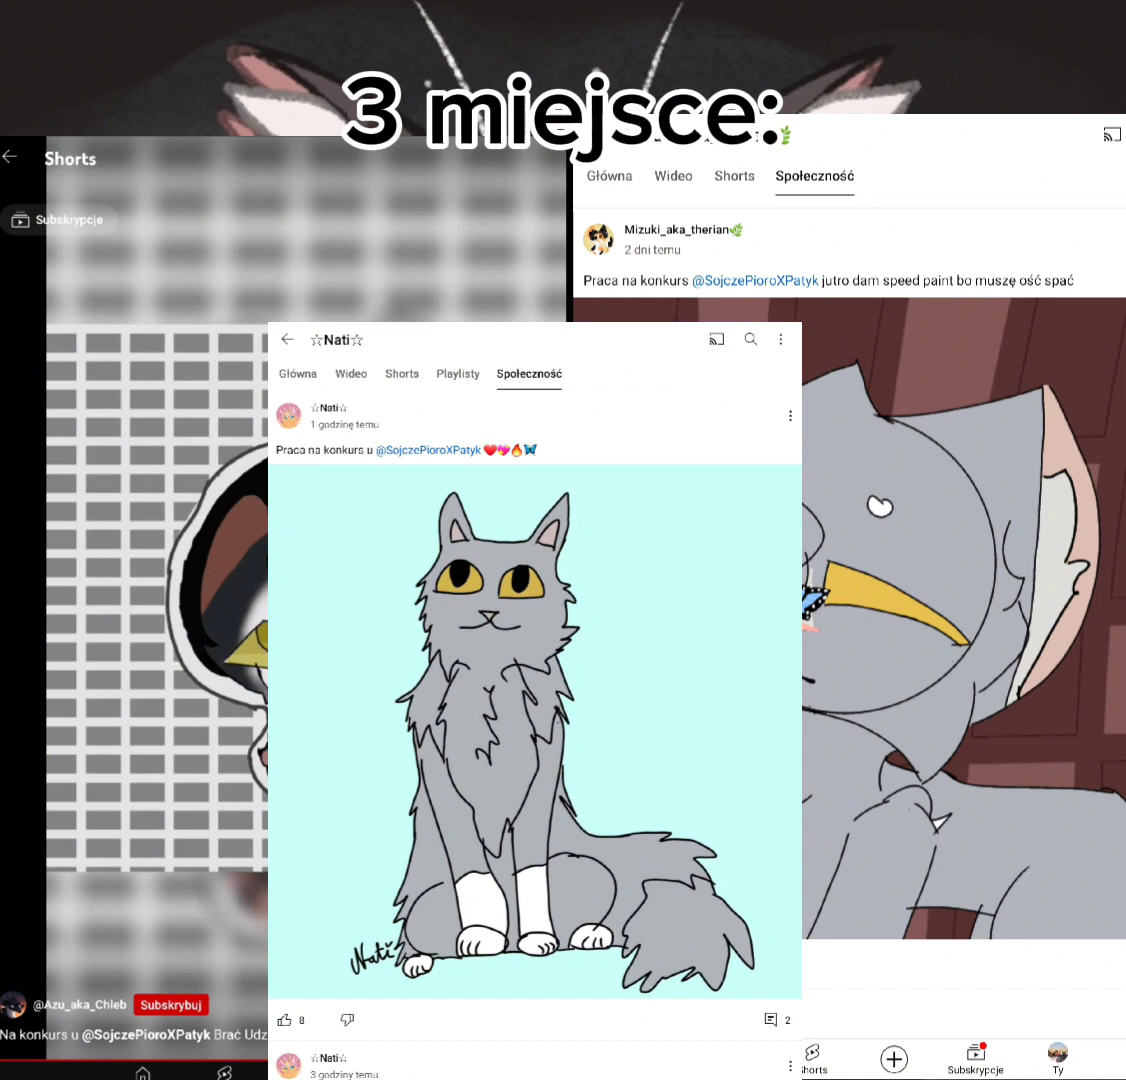 3 miejsce:
Shorts
Subskrypcje
Główna Wideo Shorts Społeczność
Mizuki_aka_therian🌿
2 dni temu
Praca na konkurs @SojczePioroXPatyk jutro dam speed paint bo muszę ość spać
☆Nati☆
Główna Wideo Shorts Playlisty Społeczność
☆Nati☆
1 godzinę temu
Praca na konkurs u @SojczePioroXPatyk ❤️💖🔥🦋
Nati
8
2
☆Nati☆
3 godziny temu
@Azu_aka_Chleb Subskrybuj
Na konkurs u @SojczePioroXPatyk Brać Udz
Shorts
Subskrypcje
Ty